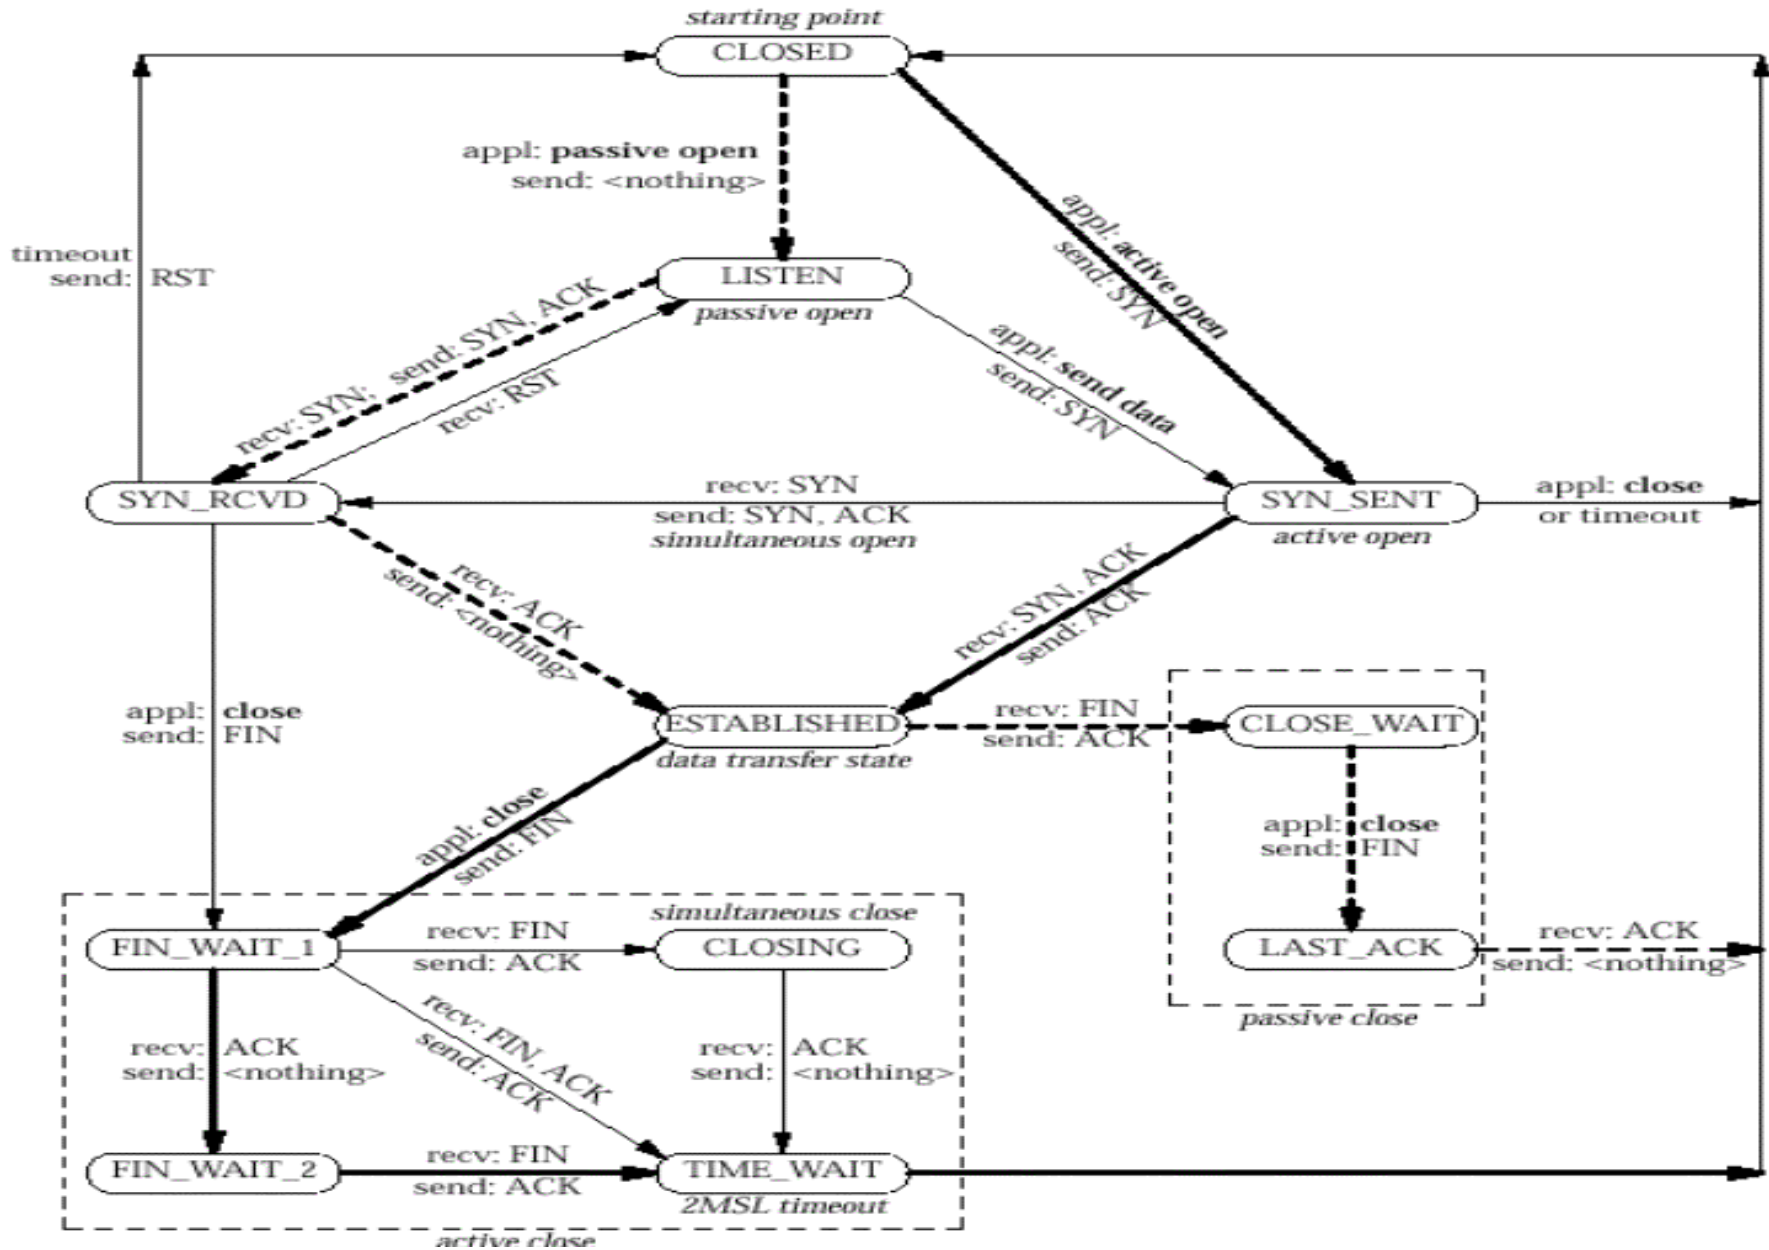 starting point
CLOSED
appl: passive open
send: <nothing>
appl: active open
send: SYN
timeout
send: RST
LISTEN
passive open
recv: SYN; send: SYN, ACK
recv: RST
appl: send data
send: SYN
SYN_RCVD
recv: SYN
send: SYN, ACK
simultaneous open
SYN_SENT
active open
appl: close
or timeout
recv: ACK
send: <nothing>
recv: SYN, ACK
send: ACK
appl: close
send: FIN
ESTABLISHED
data transfer state
recv: FIN
send: ACK
CLOSE_WAIT
appl: close
send: FIN
appl: close
send: FIN
simultaneous close
FIN_WAIT_1
recv: FIN
send: ACK
CLOSING
LAST_ACK
recv: ACK
send: <nothing>
passive close
recv: ACK
send: <nothing>
recv: FIN, ACK
send: ACK
recv: ACK
send: <nothing>
FIN_WAIT_2
recv: FIN
send: ACK
TIME_WAIT
2MSL timeout
active close